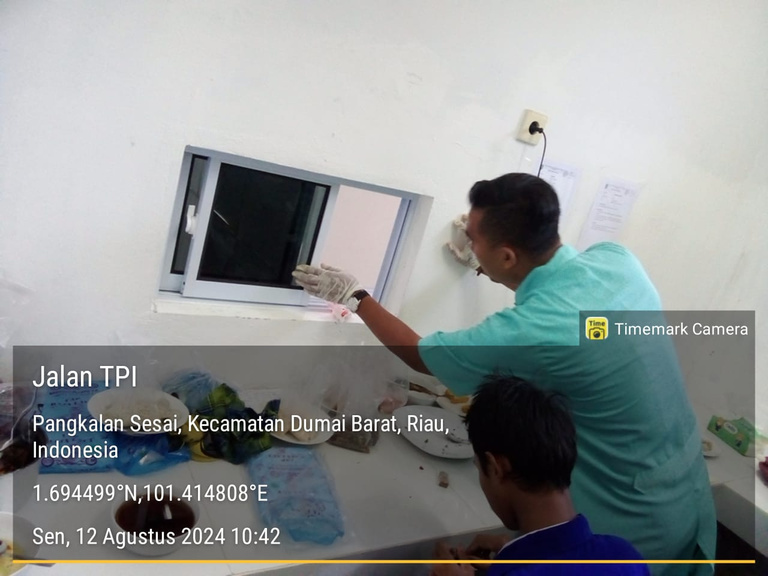 Time
Timemark Camera
Jalan TPI
Pangkalan Sesai, Kecamatan Dumai Barat, Riau,
Indonesia
1.694499°N,101.414808°E
Sen, 12 Agustus 2024 10:42